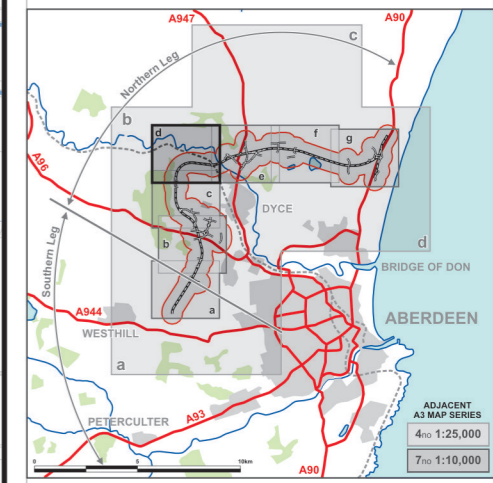 A947
A90
c
Northern Leg
b
d
f
g
A96
e
c
DYCE
d
Southern Leg
b
BRIDGE OF DON
A944
a
ABERDEEN
WESTHILL
a
ADJACENT
A3 MAP SERIES
PETERCULTER
A93
4no 1:25,000
7no 1:10,000
0 5 10km
A90